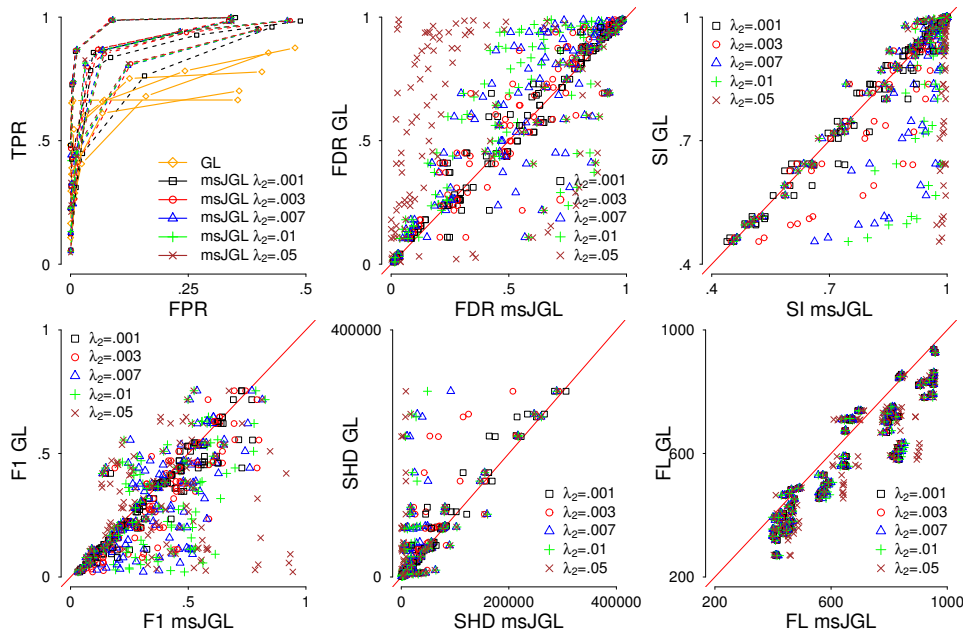 TPR
1
.5
0
0
.5
FPR
GL
msJGL λ2=.001
msJGL λ2=.003
msJGL λ2=.007
msJGL λ2=.01
msJGL λ2=.05
FDR GL
1
.5
0
0
.5
1
FDR msJGL
λ2=.001
λ2=.003
λ2=.007
λ2=.01
λ2=.05
SI GL
1
.7
.4
.4
.7
1
SI msJGL
λ2=.001
λ2=.003
λ2=.007
λ2=.01
λ2=.05
F1 GL
1
.5
0
0
.5
1
F1 msJGL
λ2=.001
λ2=.003
λ2=.007
λ2=.01
λ2=.05
SHD GL
400000
0
0
200000
400000
SHD msJGL
λ2=.001
λ2=.003
λ2=.007
λ2=.01
λ2=.05
FL GL
1000
600
200
200
600
1000
FL msJGL
λ2=.001
λ2=.003
λ2=.007
λ2=.01
λ2=.05